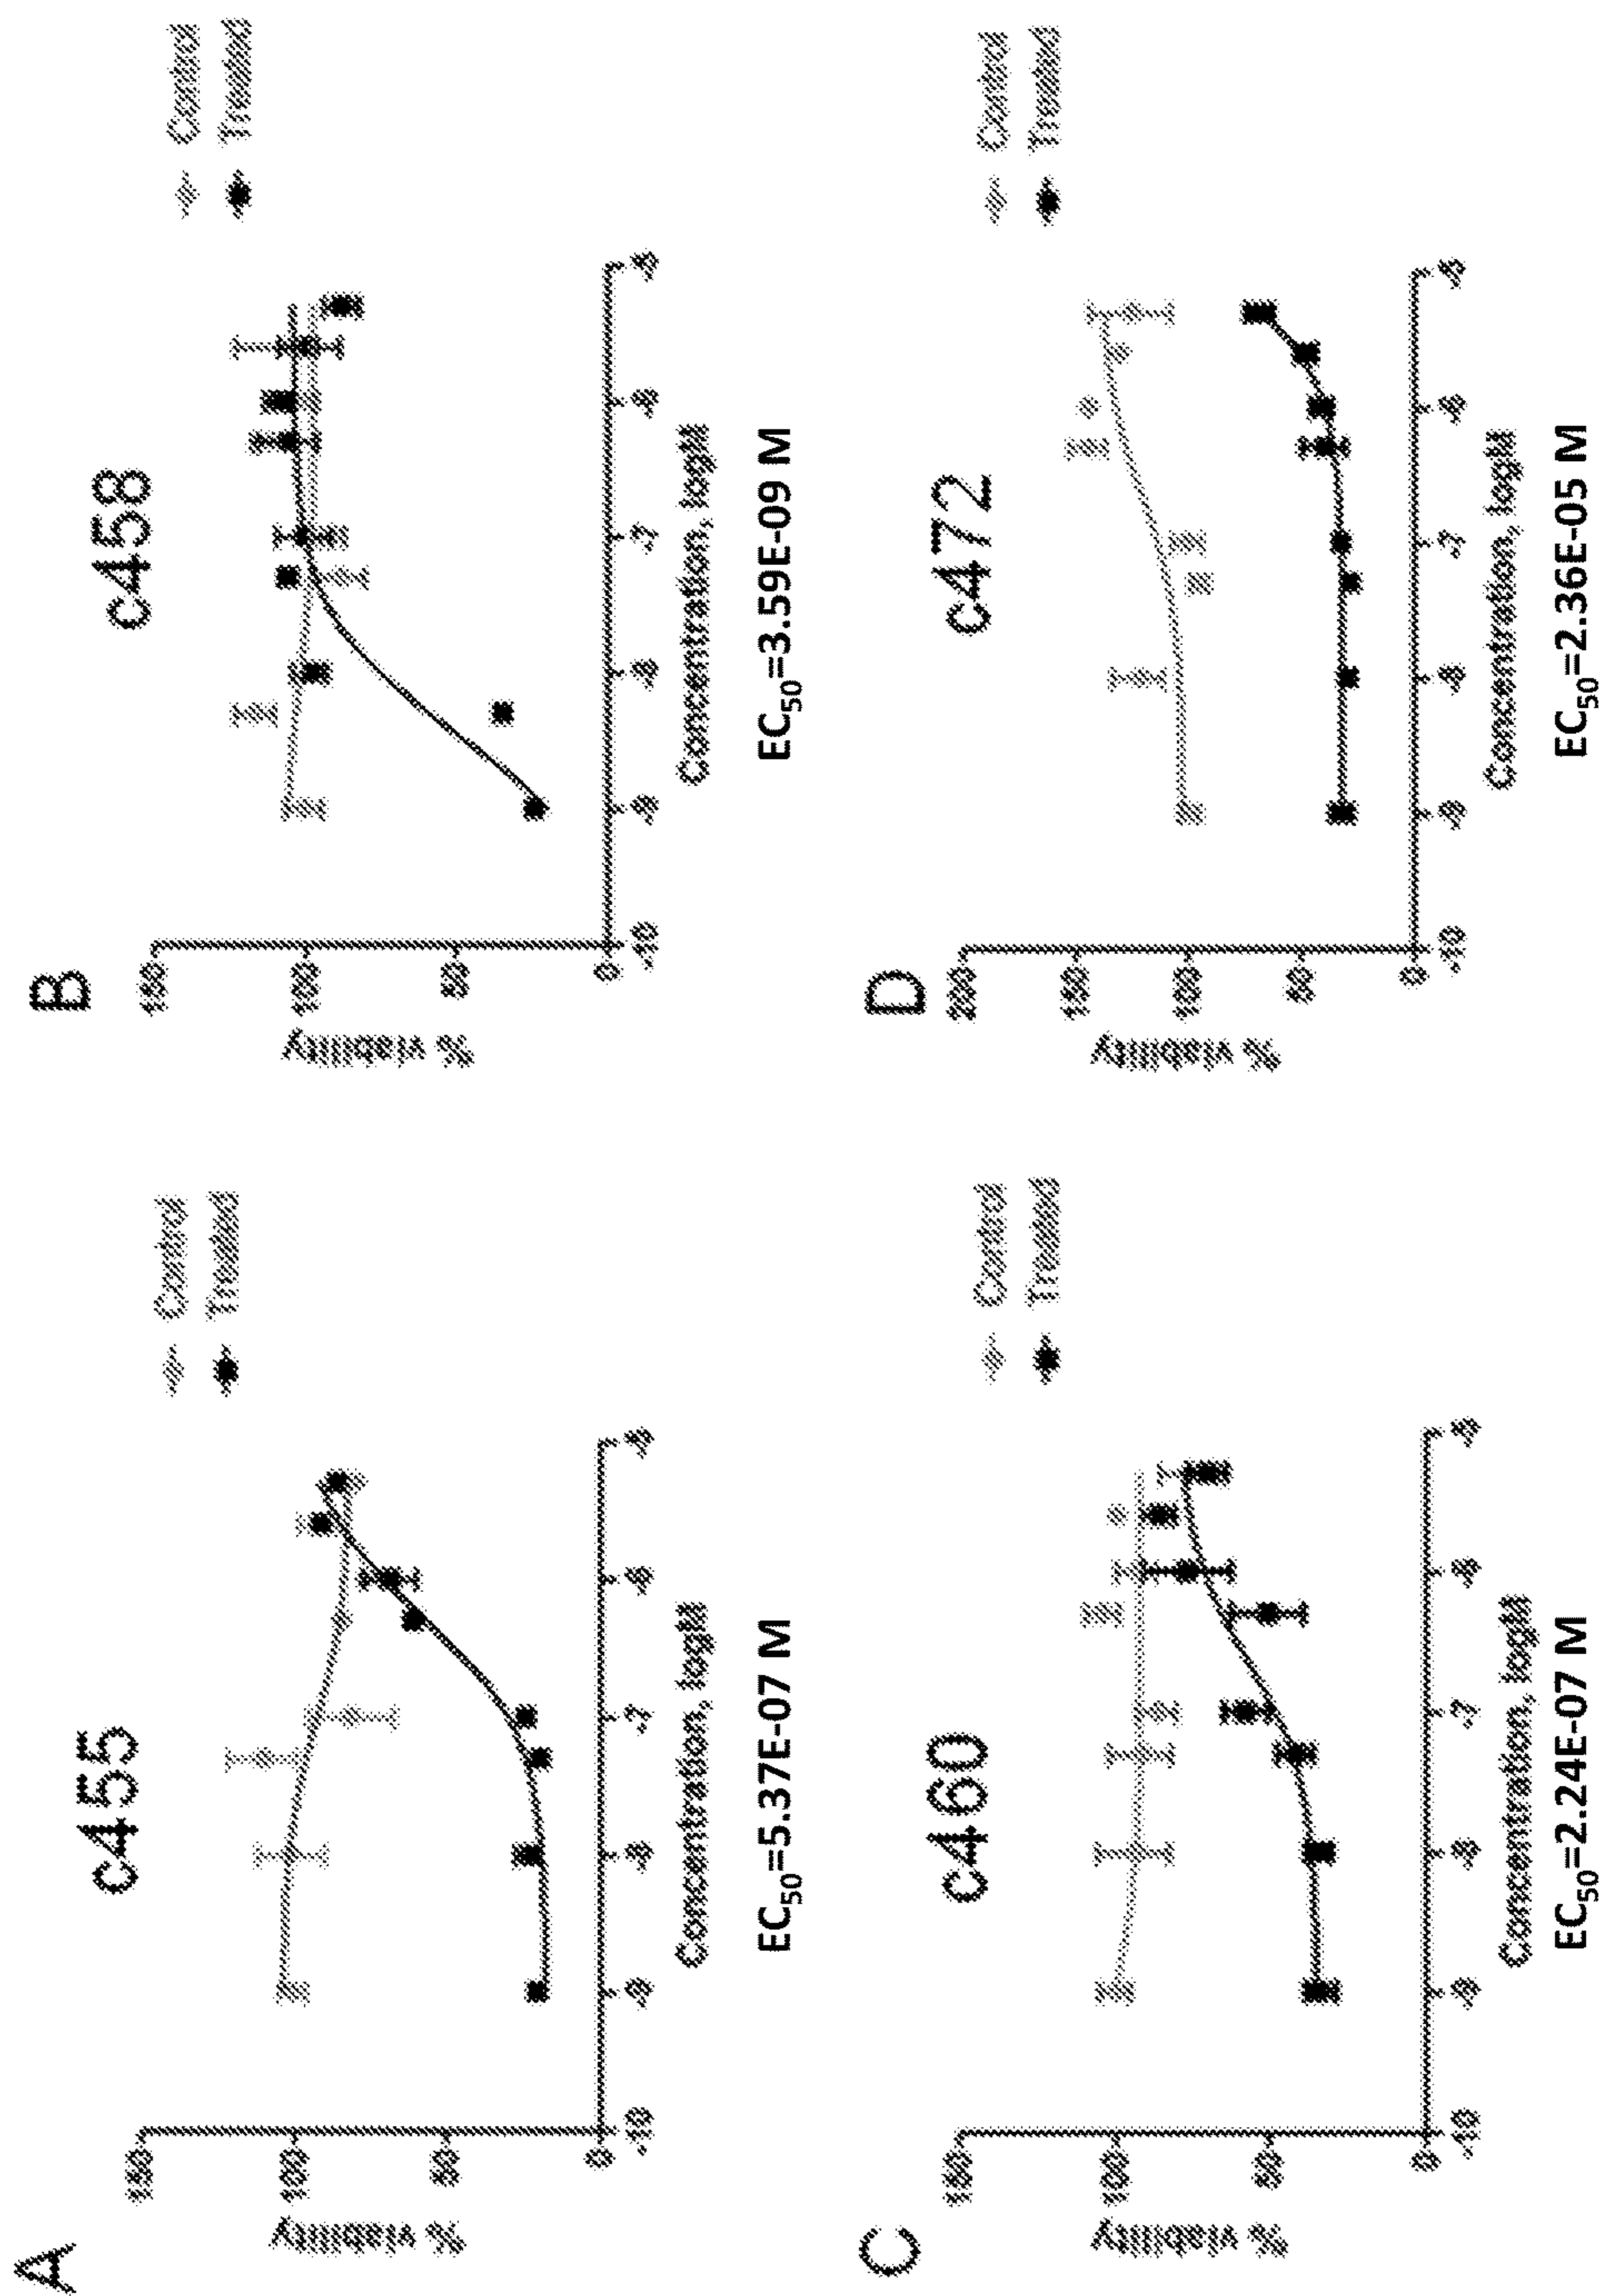 A
c455
Control
Treated
% viability
150
100
50
0
-10
-9
-8
-7
-6
-5
Concentration, logM
EC50=5.37E-07 M
B
c458
Control
Treated
% viability
150
100
50
0
-10
-9
-8
-7
-6
-5
Concentration, logM
EC50=3.59E-09 M
C
c460
Control
Treated
% viability
150
100
50
0
-10
-9
-8
-7
-6
-5
Concentration, logM
EC50=2.24E-07 M
D
c472
Control
Treated
% viability
200
150
100
50
0
-10
-9
-8
-7
-6
-5
Concentration, logM
EC50=2.36E-05 M